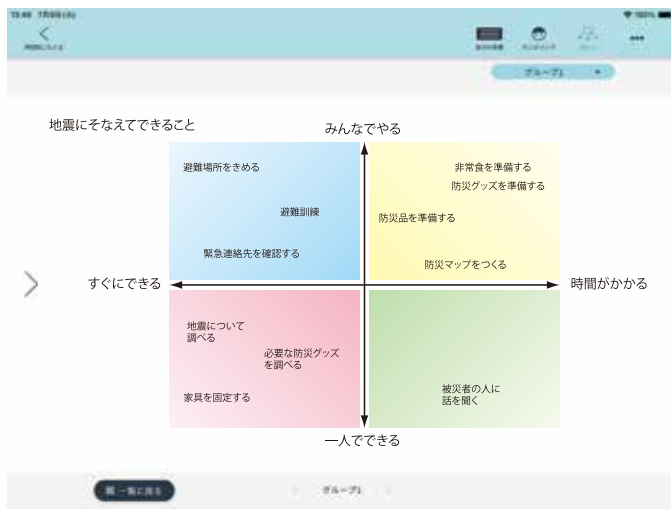 グループ1
地震にそなえてできること
みんなでやる
避難場所をきめる
避難訓練
緊急連絡先を確認する
非常食を準備する
防災グッズを準備する
防災品を準備する
防災マップをつくる
すぐにできる
時間がかかる
地震について
調べる
必要な防災グッズ
を調べる
家具を固定する
被災者の人に
話を聞く
一人でできる
一覧に戻る
グループ1